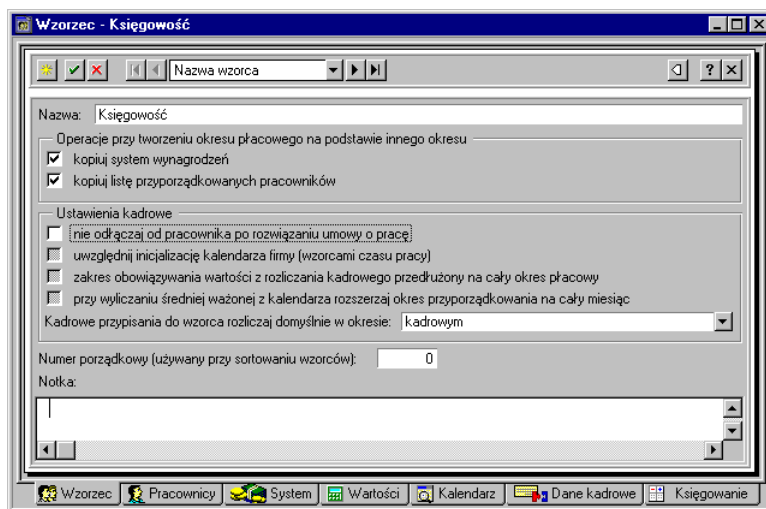 Wzorzec - Księgowość
Nazwa wzorca
?
Nazwa: Księgowość
Operacje przy tworzeniu okresu płacowego na podstawie innego okresu
kopiuj system wynagrodzeń
kopiuj listę przyporządkowanych pracowników
Ustawienia kadrowe
nie odłączaj od pracownika po rozwiązaniu umowy o pracę
uwzględnij inicjalizację kalendarza firmy (wzorcami czasu pracy)
zakres obowiązywania wartości z rozliczania kadrowego przedłużony na cały okres płacowy
przy wyliczaniu średniej ważonej z kalendarza rozszerzaj okres przyporządkowania na cały miesiąc
Kadrowe przypisania do wzorca rozliczaj domyślnie w okresie: kadrowym
Numer porządkowy (używany przy sortowaniu wzorców): 0
Notka:
Wzorzec Pracownicy System Wartości Kalendarz Dane kadrowe Księgowanie